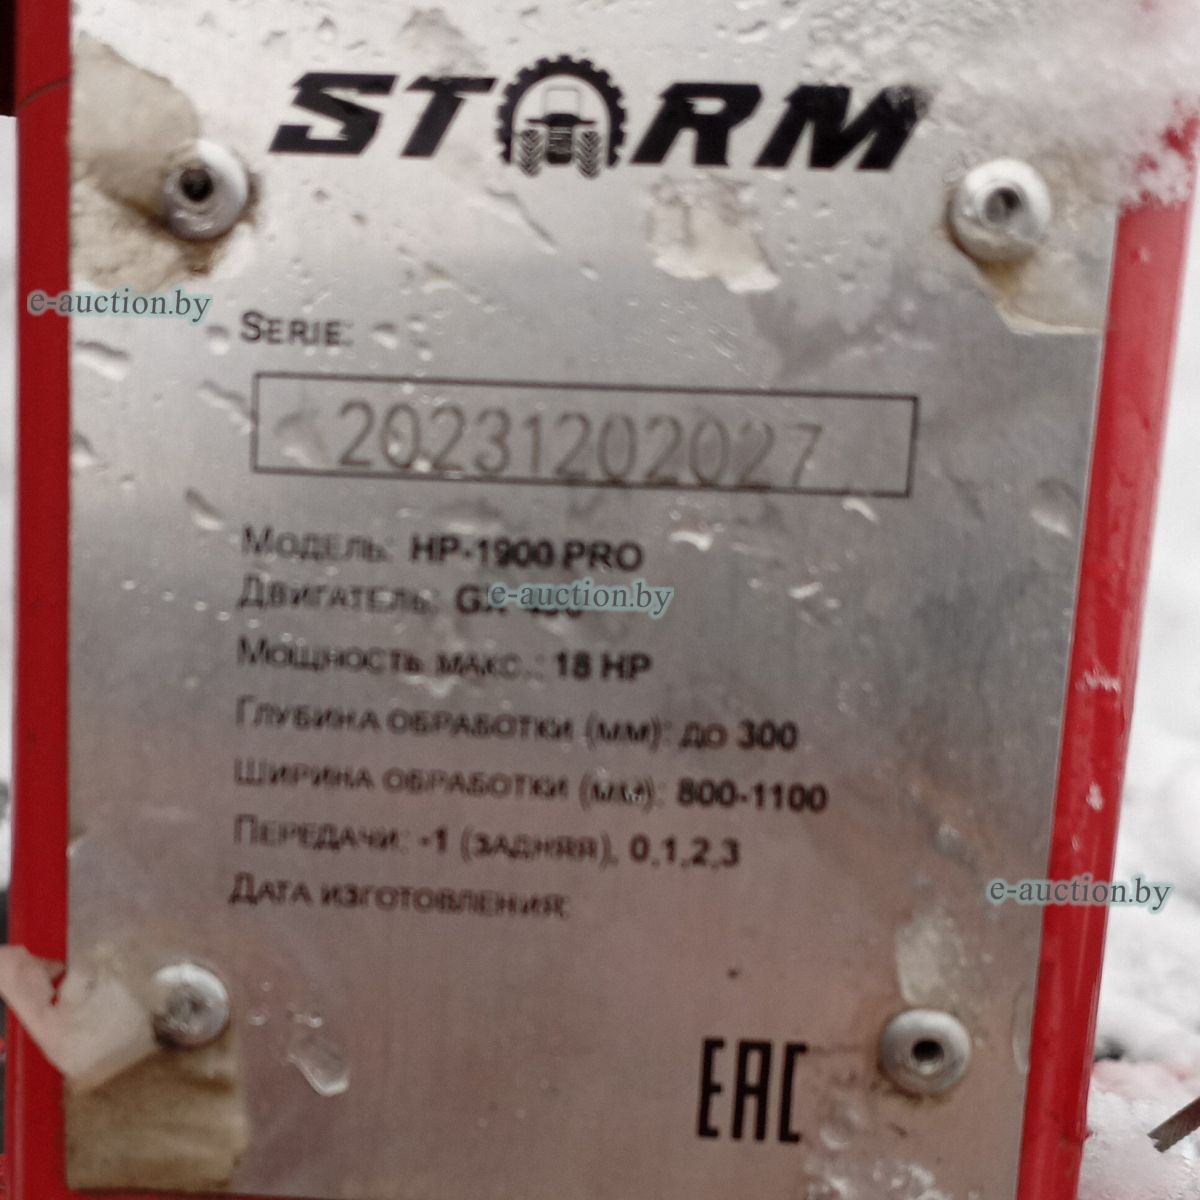 STORM
e-auction.by
SERIE:
20231202027
МОДЕЛЬ: HP-1900 PRO
ДВИГАТЕЛЬ:
e-auction.by
МОЩНОСТЬ МАКС..: 18 HP
ГЛУБИНА ОБРАБОТКИ (ММ): ДО 300
ШИРИНА ОБРАБОТКИ (ММ): 800-1100
ПЕРЕДАЧИ: -1 (ЗАДНЯЯ), 0,1,2,3
ДАТА ИЗГОТОВЛЕНИЯ:
e-auction.by
EAC